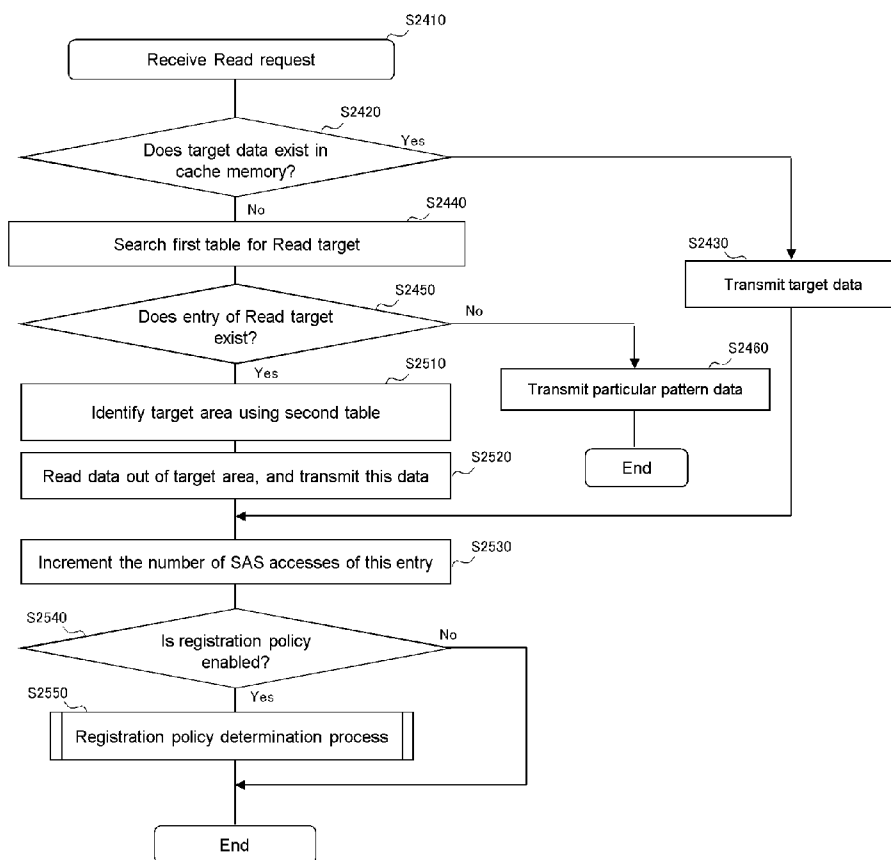 S2410
Receive Read request
S2420
Yes
Does target data exist in
cache memory?
No
S2440
Search first table for Read target
S2430
Transmit target data
S2450
Does entry of Read target
exist?
No
Yes
S2460
Transmit particular pattern data
S2510
Identify target area using second table
End
S2520
Read data out of target area, and transmit this data
S2530
Increment the number of SAS accesses of this entry
S2540
Is registration policy
enabled?
No
Yes
S2550
Registration policy determination process
End